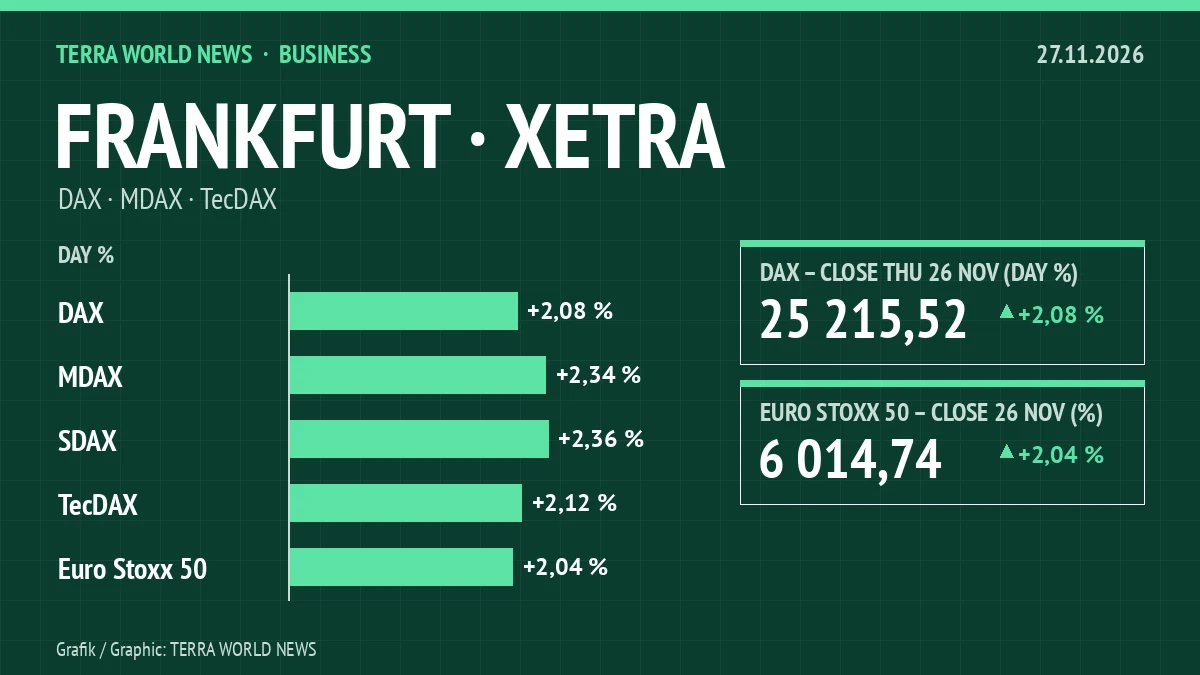 TERRA WORLD NEWS · BUSINESS
27.11.2026
FRANKFURT · XETRA
DAX · MDAX · TecDAX
DAY %
DAX +2,08 %
MDAX +2,34 %
SDAX +2,36 %
TecDAX +2,12 %
Euro Stoxx 50 +2,04 %
DAX – CLOSE THU 26 NOV (DAY %)
25 215,52 ▲+2,08 %
EURO STOXX 50 – CLOSE 26 NOV (%)
6 014,74 ▲+2,04 %
Grafik / Graphic: TERRA WORLD NEWS